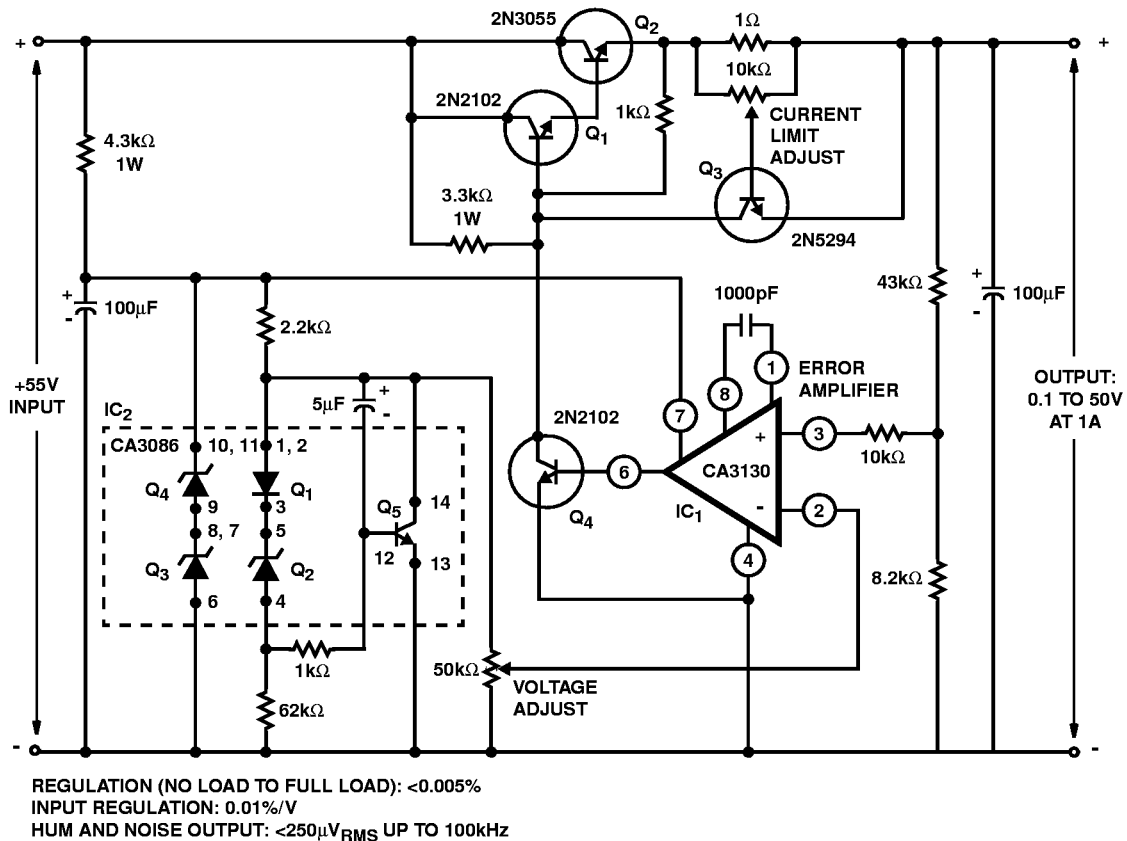 2N3055
Q2
1Ω
+
+
10kΩ
2N2102
Q1
1kΩ
CURRENT
LIMIT
ADJUST
4.3kΩ
1W
Q3
3.3kΩ
1W
2N5294
+
-
100μF
2.2kΩ
1000pF
43kΩ
+
-
100μF
+55V
INPUT
5μF
+
-
8
1
ERROR
AMPLIFIER
OUTPUT:
0.1 TO 50V
AT 1A
IC2
2N2102
7
CA3086
10, 11
1, 2
+
3
Q4
Q1
6
CA3130
10kΩ
9
3
Q5
14
8, 7
5
Q4
IC1
-
2
12
13
Q3
Q2
4
6
4
8.2kΩ
1kΩ
50kΩ
VOLTAGE
ADJUST
62kΩ
-
-
REGULATION (NO LOAD TO FULL LOAD): <0.005%
INPUT REGULATION: 0.01%/V
HUM AND NOISE OUTPUT: <250μVRMS UP TO 100kHz